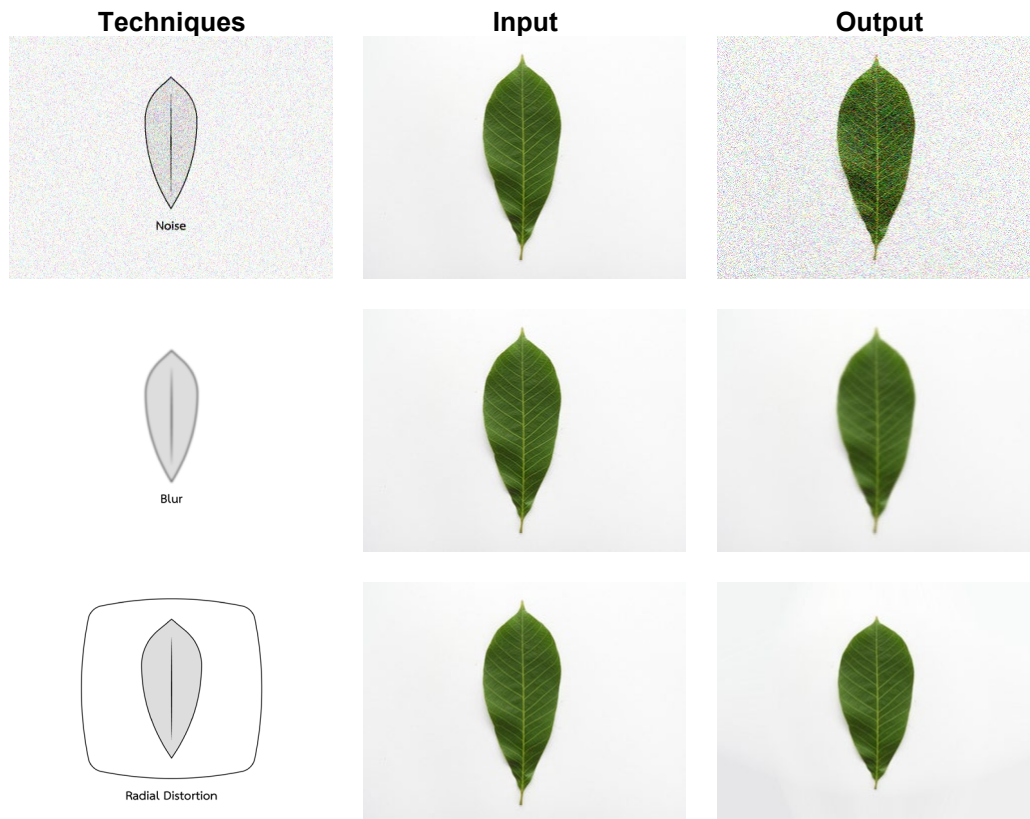 Techniques
Input
Output
Noise
Blur
Radial Distortion